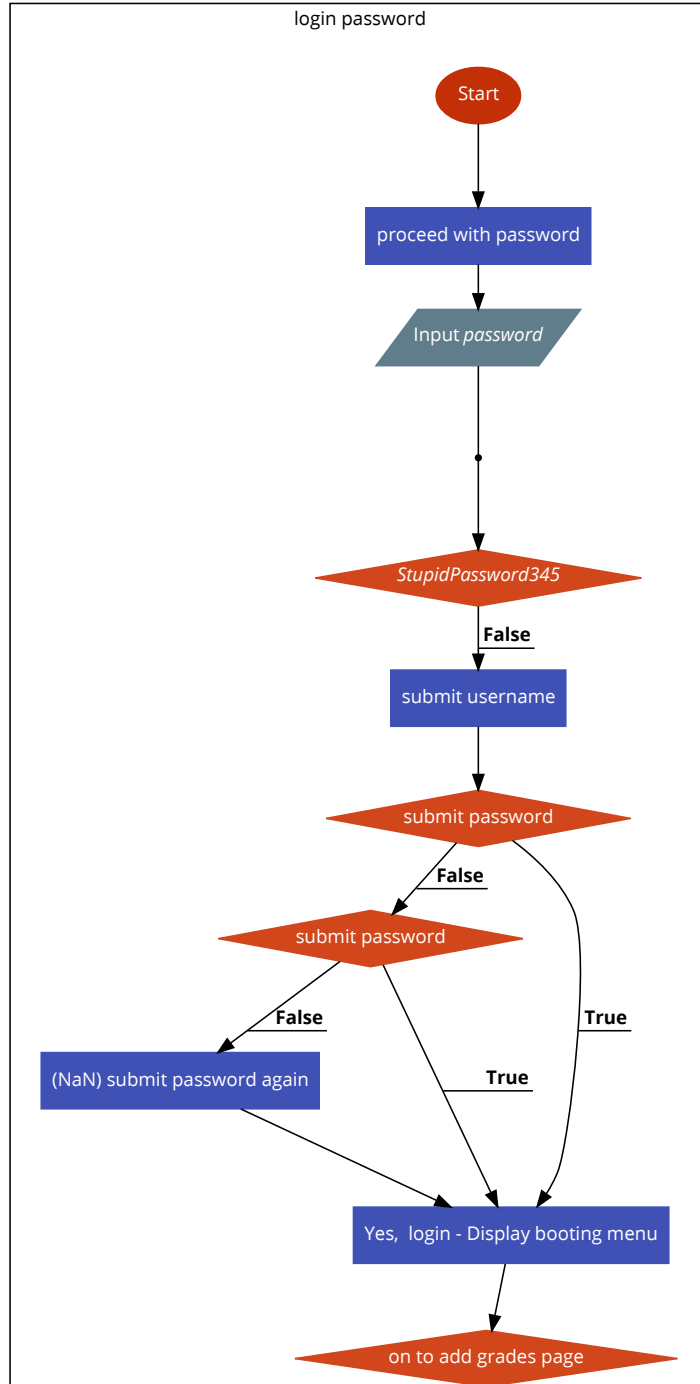 login password
Start
proceed with password
Input password
StupidPassword345
False
submit username
submit password
False
submit password
False
True
True
(NaN) submit password again
Yes,  login - Display booting menu
on to add grades page